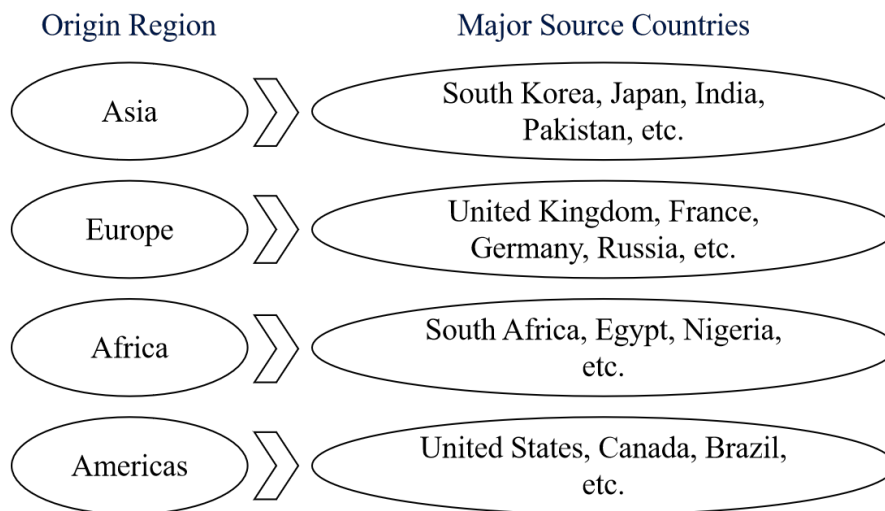 Origin Region
Major Source Countries
Asia
South Korea, Japan, India,
Pakistan, etc.
Europe
United Kingdom, France,
Germany, Russia, etc.
Africa
South Africa, Egypt, Nigeria,
etc.
Americas
United States, Canada, Brazil,
etc.